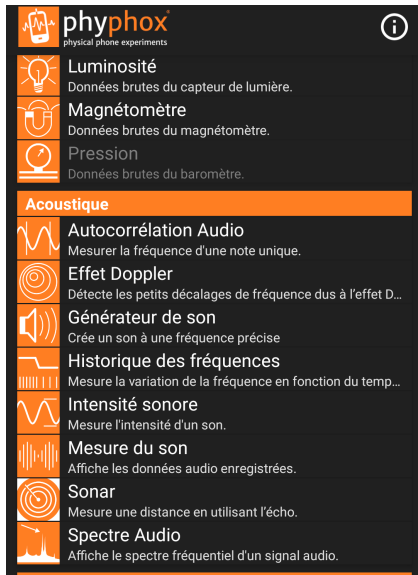 phyphox
physical phone experiments
Luminosité
Données brutes du capteur de lumière.
Magnétomètre
Données brutes du magnétomètre.
Pression
Données brutes du baromètre.
Acoustique
Autocorrélation Audio
Mesurer la fréquence d'une note unique.
Effet Doppler
Détecte les petits décalages de fréquence dus à l'effet D...
Générateur de son
Crée un son à une fréquence précise
Historique des fréquences
Mesure la variation de la fréquence en fonction du temp...
Intensité sonore
Mesure l'intensité d'un son.
Mesure du son
Affiche les données audio enregistrées.
Sonar
Mesure une distance en utilisant l'écho.
Spectre Audio
Affiche le spectre fréquentiel d'un signal audio.